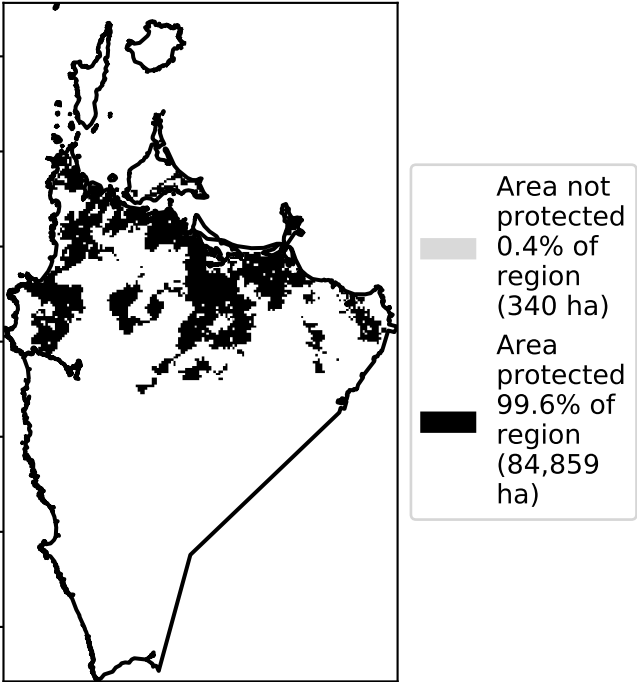 Area not
protected
0.4% of
region
(340 ha)
Area
protected
99.6% of
region
(84,859
ha)